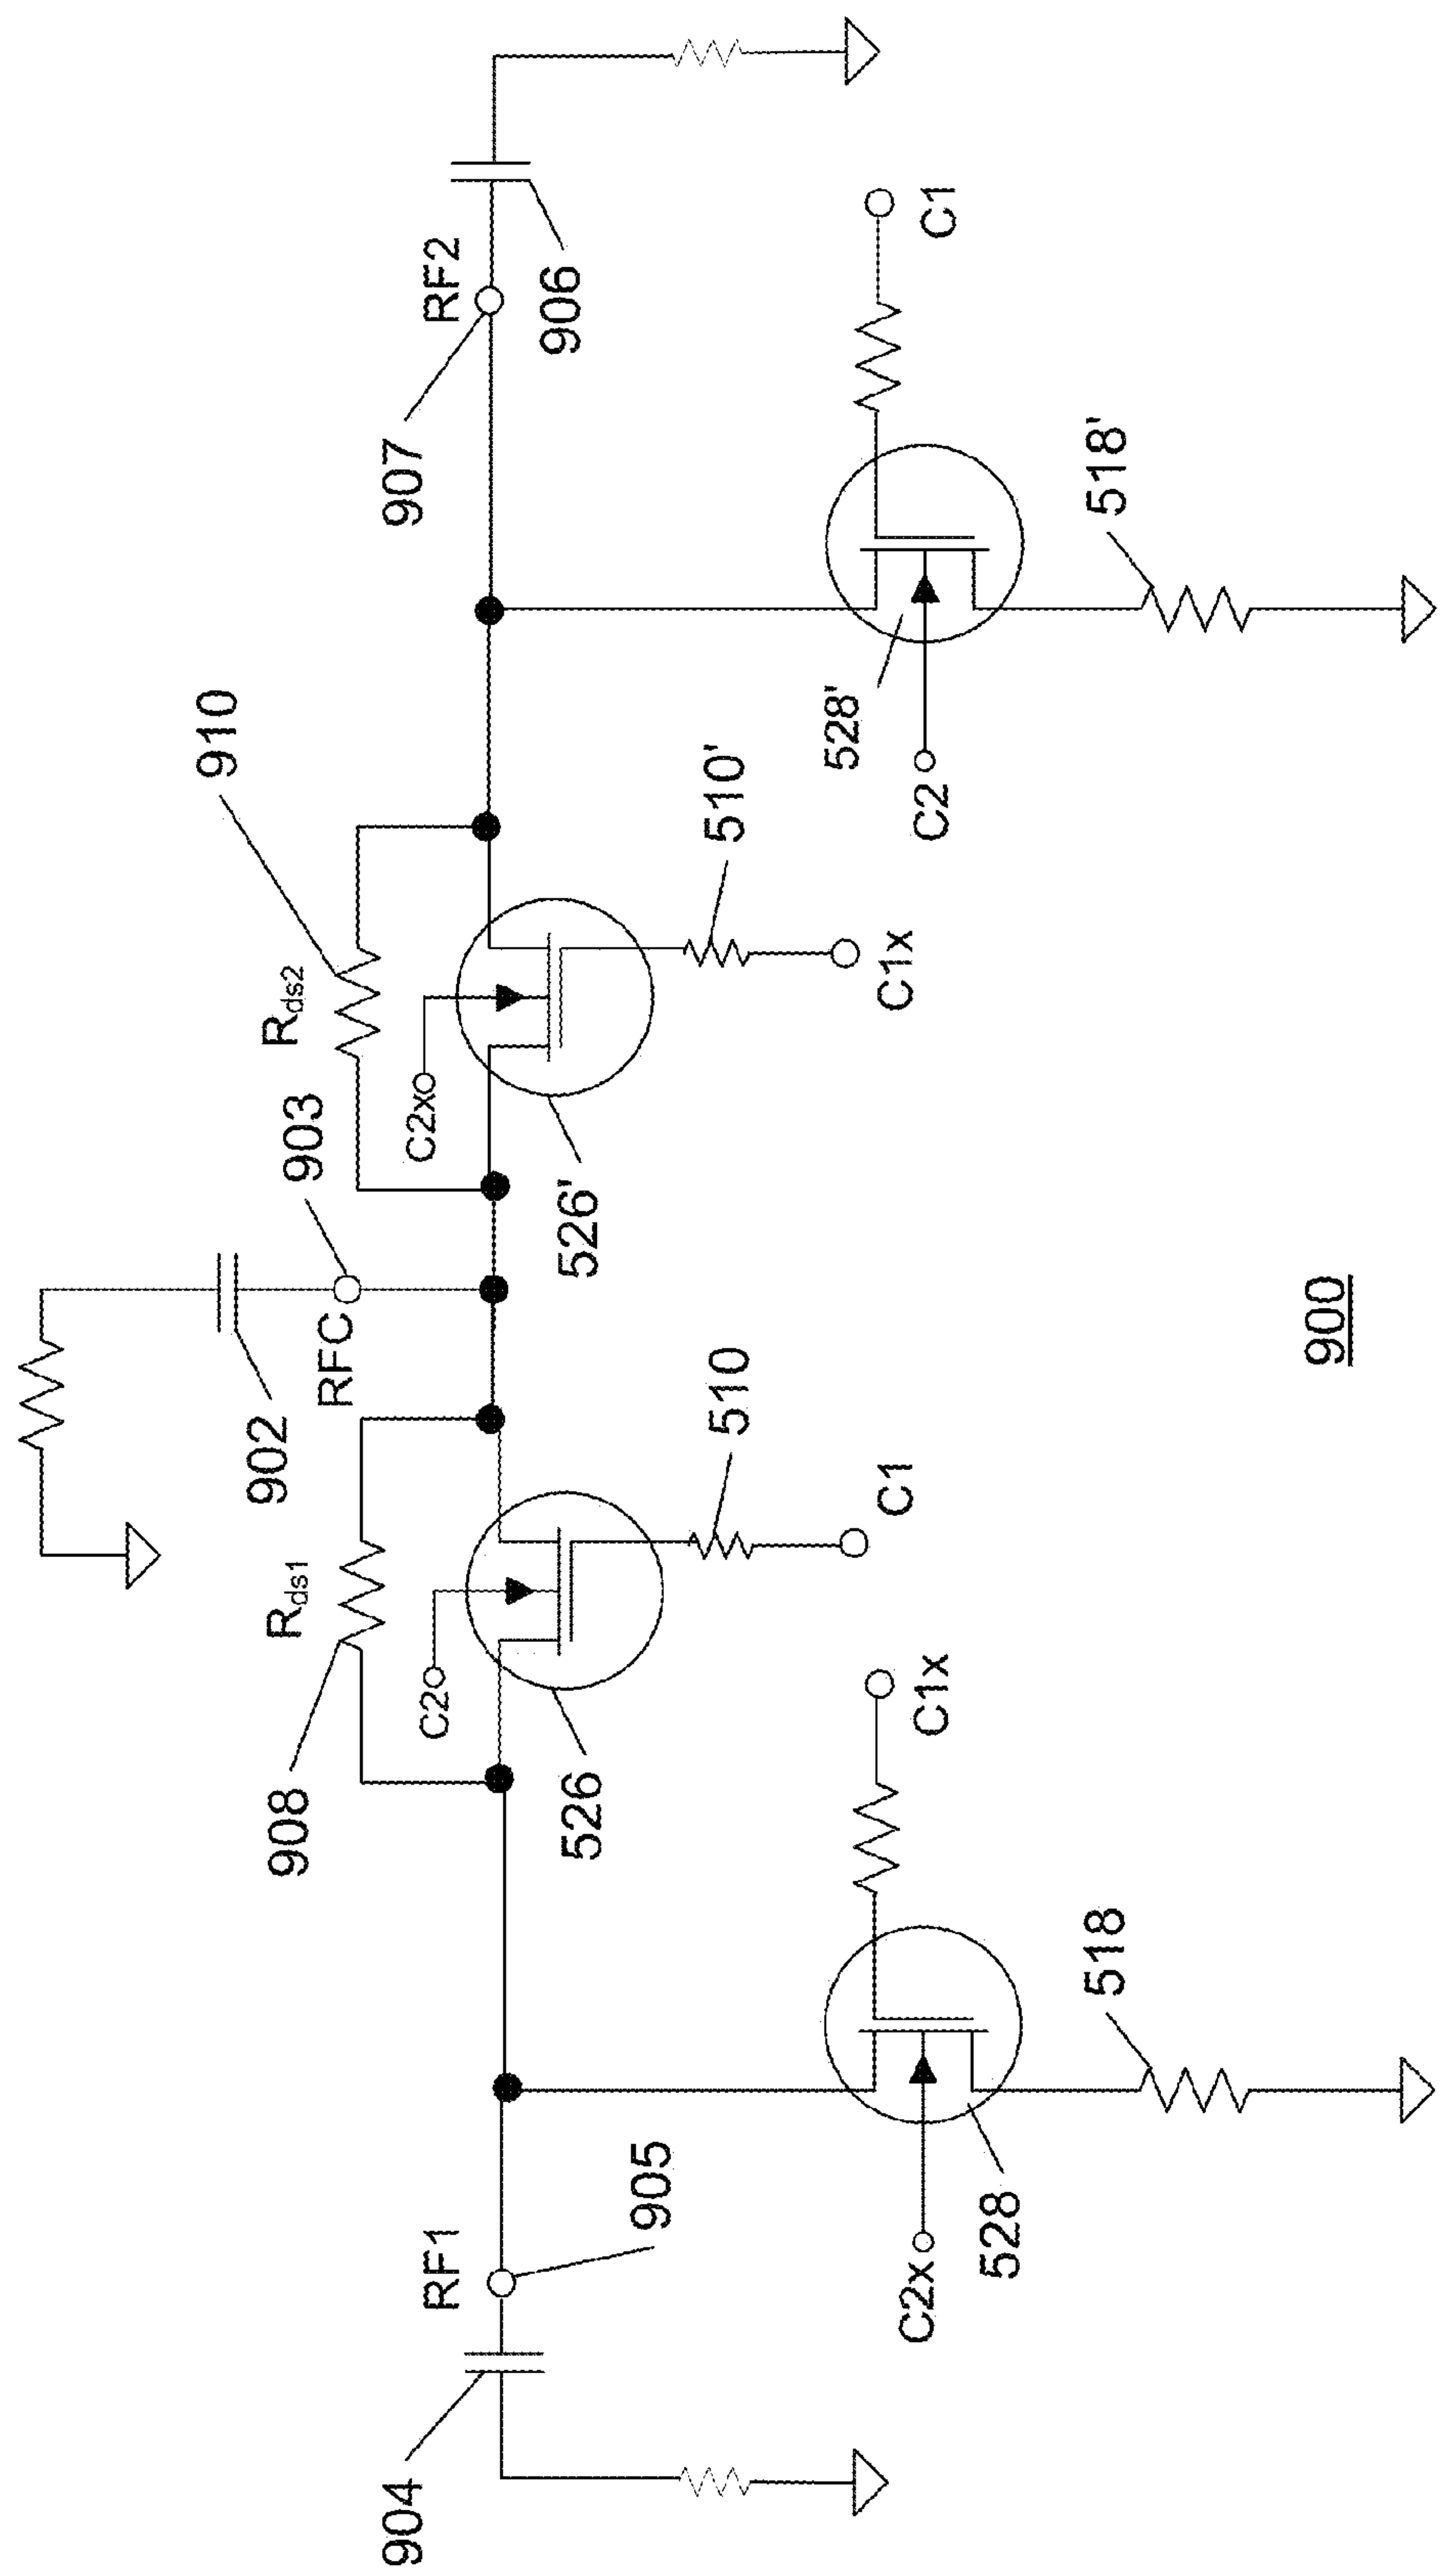 RFC
902
903
908
Rds1
Rds2
910
RF1
904
905
C2
526
510
C1
C2x
526'
510'
C1x
907
RF2
906
C2x
528
C1x
518
C2
528'
C1
518'
900